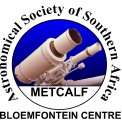 Astronomical Society of Southern Africa
METCALF
BLOEMFONTEIN CENTRE